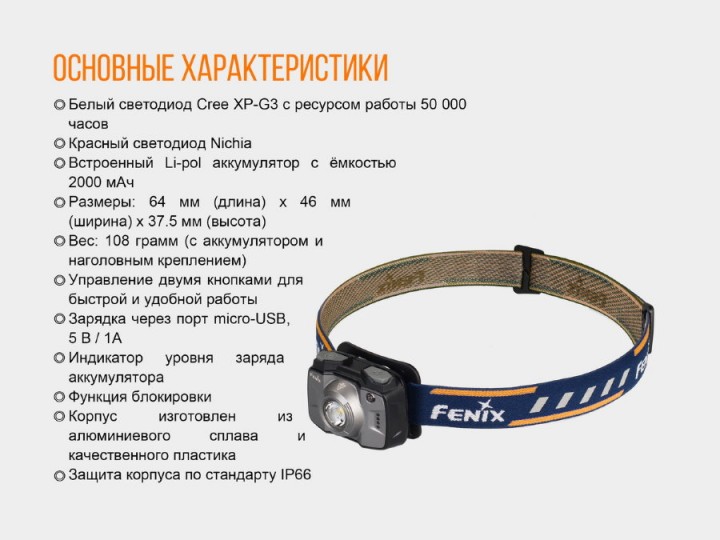 ОСНОВНЫЕ ХАРАКТЕРИСТИКИ
Белый светодиод Cree XP-G3 с ресурсом работы 50 000
часов
Красный светодиод Nichia
Встроенный Li-pol аккумулятор с ёмкостью
2000 мАч
Размеры: 64 мм (длина) х 46 мм
(ширина) х 37.5 мм (высота)
Вес: 108 грамм (с аккумулятором и
наголовным креплением)
Управление двумя кнопками для
быстрой и удобной работы
Зарядка через порт micro-USB,
5 В / 1А
Индикатор уровня заряда
аккумулятора
Функция блокировки
Корпус изготовлен из
алюминиевого сплава и
качественного пластика
Защита корпуса по стандарту IP66
FENIX
FENIX